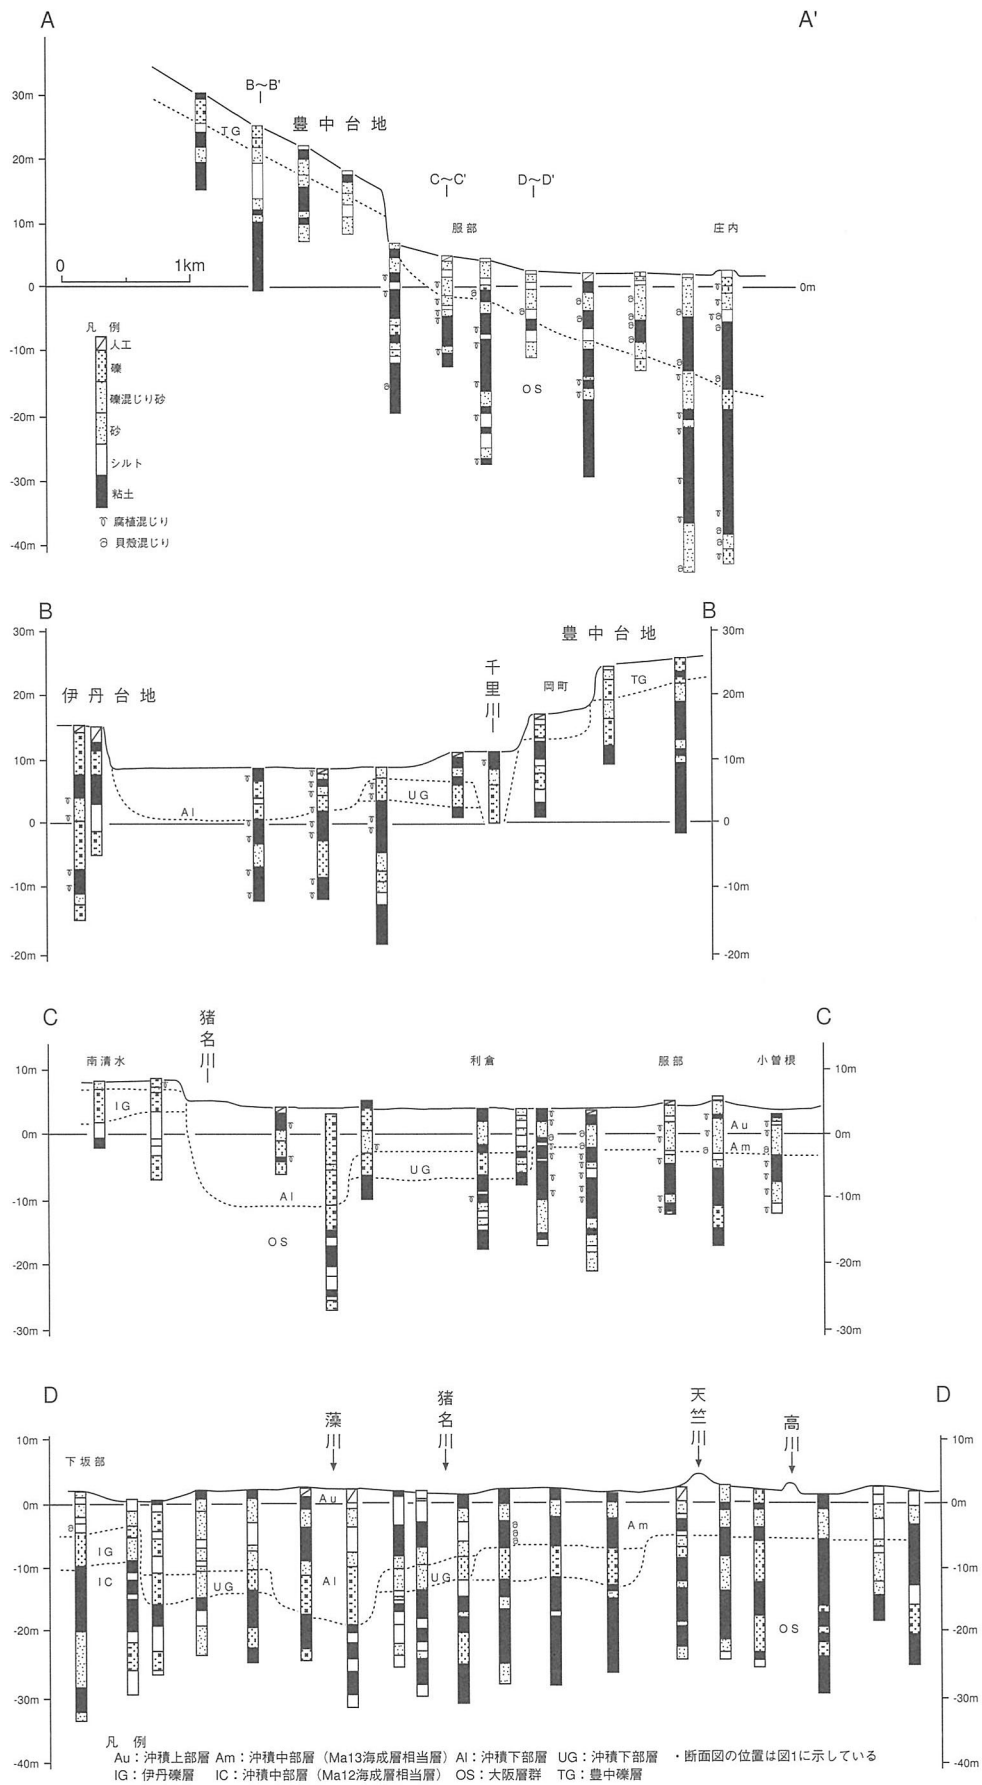 A
A'
B〜B'
豊中台地
30m
TG
20m
C〜C'
D〜D'
10m
服部
庄内
0
1km
0
0m
凡 例
人工
礫
礫混じり砂
砂
シルト
粘土
腐植混じり
貝殻混じり
-10m
OS
-20m
-30m
-40m
B
B
30m
豊中台地
30m
伊丹台地
千里川
岡町
TG
20m
20m
10m
10m
Al
UG
0
0
-10m
-10m
-20m
-20m
C
猪名川
C
南清水
利倉
服部
小曽根
10m
10m
IG
Au
0m
0m
Am
UG
-10m
Al
-10m
OS
-20m
-20m
-30m
-30m
D
藻川
猪名川
天竺川
高川
D
10m
10m
下坂部
0m
Au
0m
Am
IG
-10m
IC
UG
Al
UG
-10m
-20m
OS
-20m
-30m
-30m
-40m
-40m
凡 例
Au：沖積上部層 Am：沖積中部層（Ma13海成層相当層）Al：沖積下部層 UG：沖積下部層 ・断面図の位置は図1に示している
IG：伊丹礫層 IC：沖積中部層（Ma12海成層相当層） OS：大阪層群 TG：豊中礫層